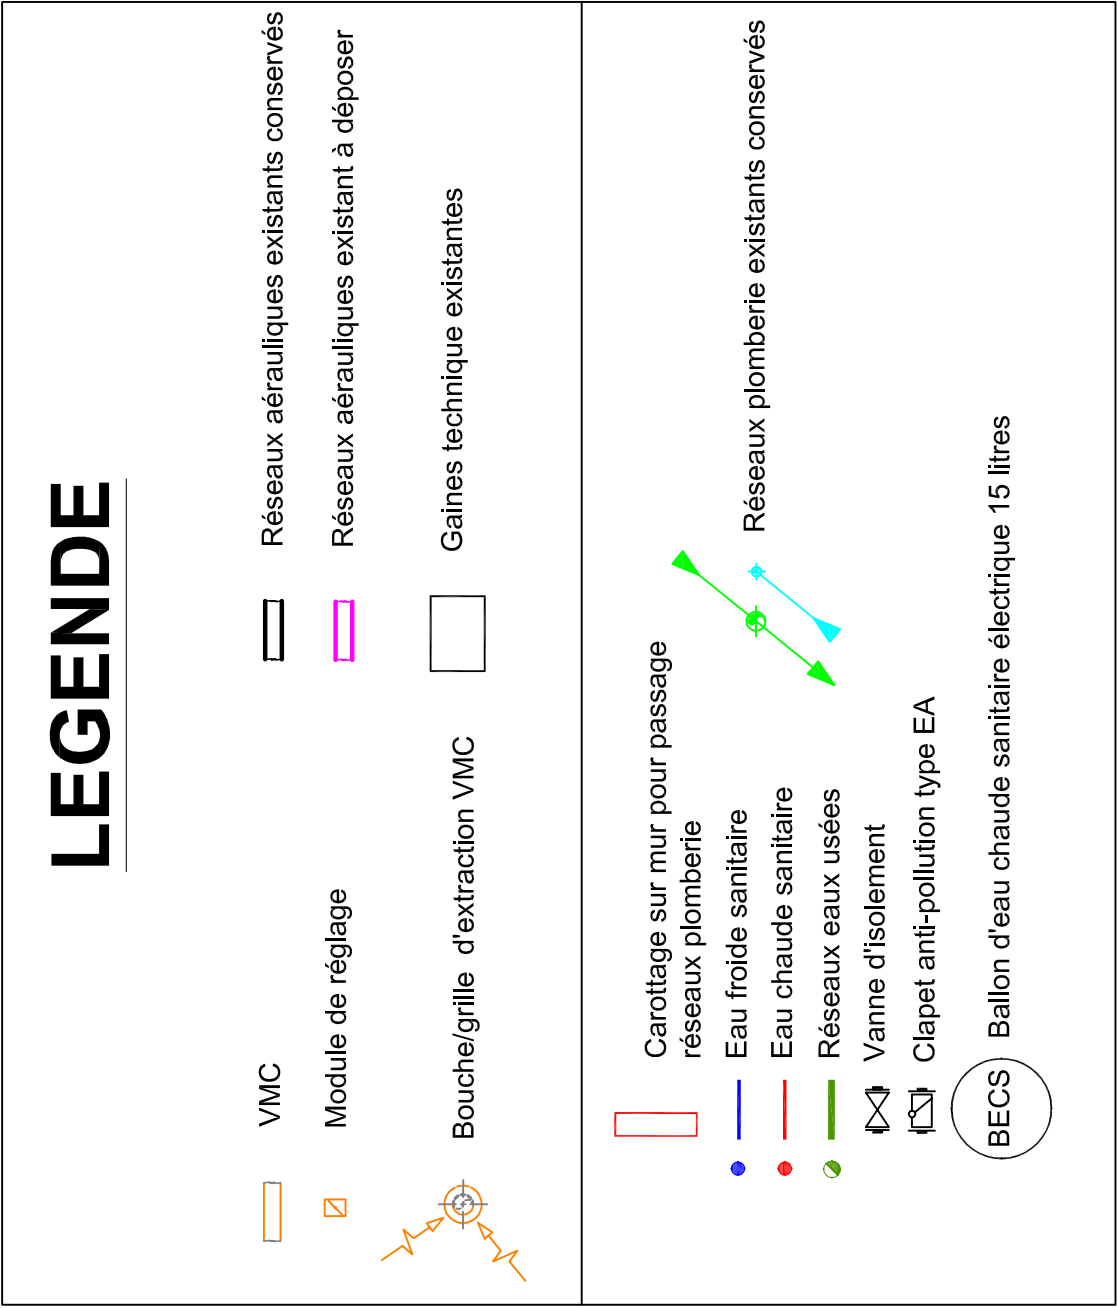 LEGENDE
VMC
Réseaux aérauliques existants conservés
Module de réglage
Réseaux aérauliques existant à déposer
Bouche/grille d'extraction VMC
Gaines technique existantes
Carottage sur mur pour passage
réseaux plomberie
Eau froide sanitaire
Réseaux plomberie existants conservés
Eau chaude sanitaire
Réseaux eaux usées
Vanne d'isolement
Clapet anti-pollution type EA
BECS Ballon d'eau chaude sanitaire électrique 15 litres